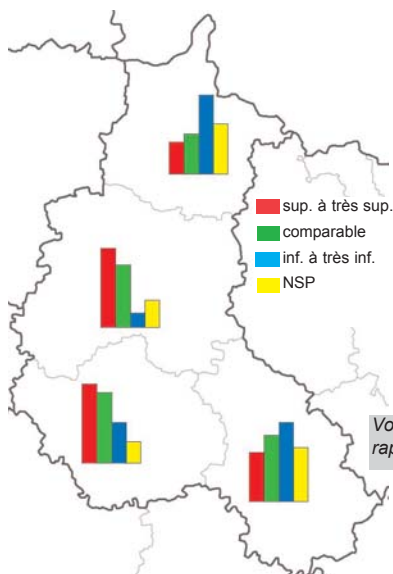 sup. à très sup.
comparable
inf. à très inf.
NSP